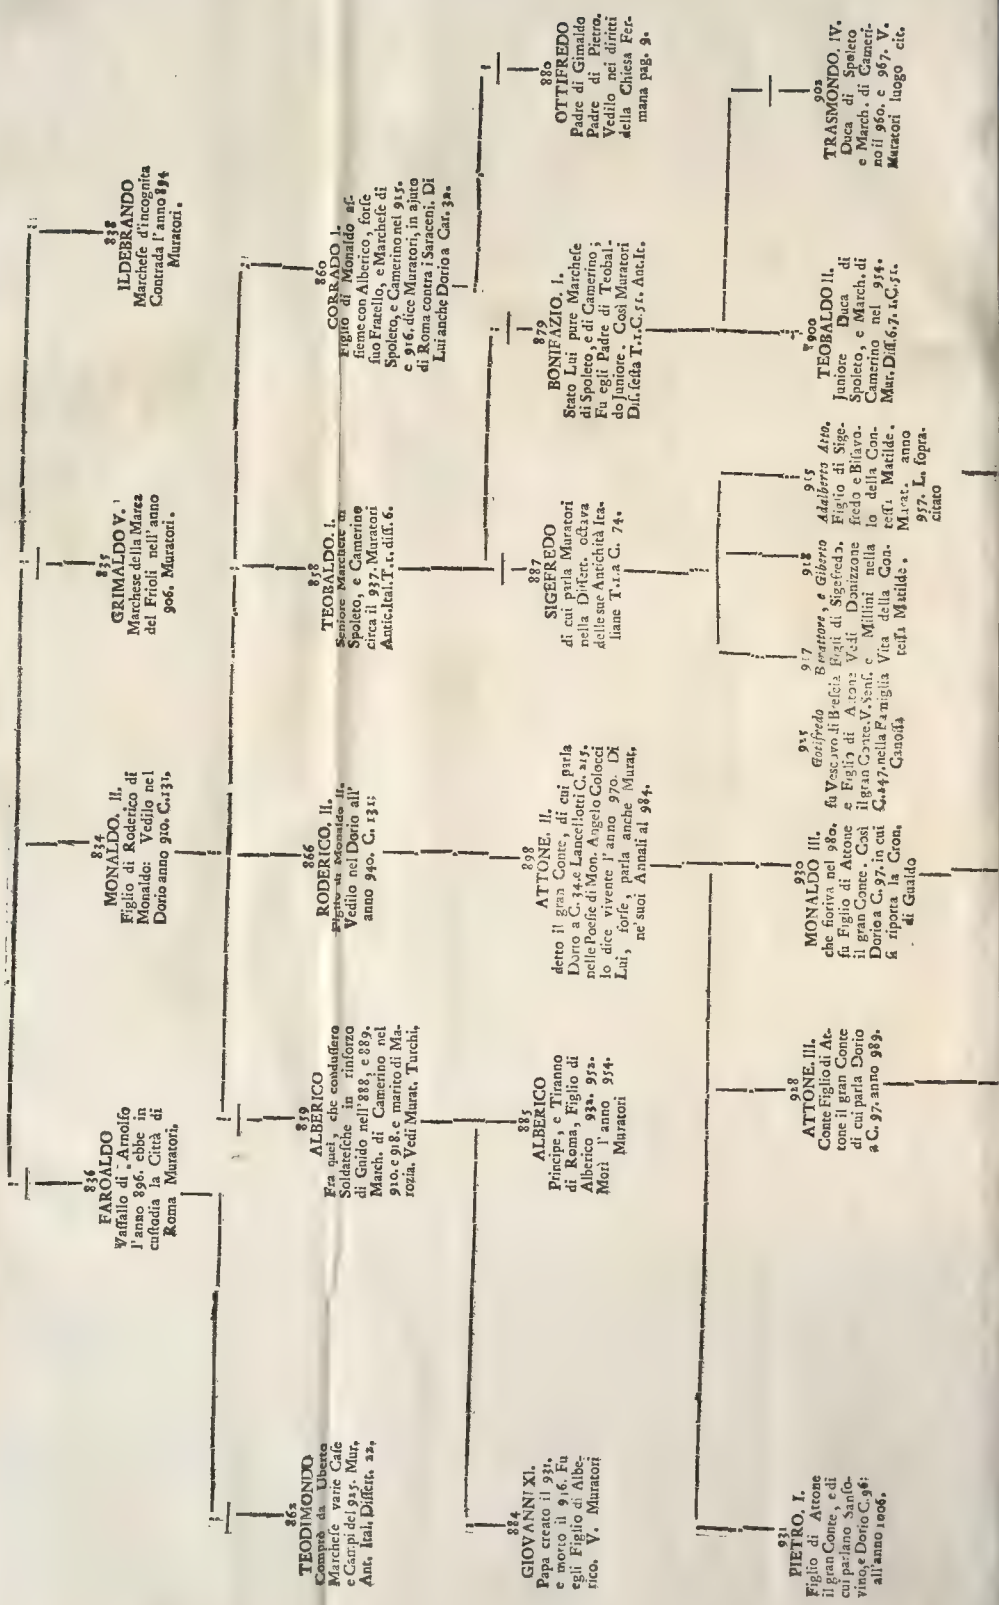 836
FAROALDO
Vassallo di Arnolfo
l'anno 896. ebbe in
custodia la Città di
Roma Muratori.
834
MONALDO. II.
Figlio di Roderico di
Monaldo: Vedilo nel
Dorio anno 910. C.131.
835
GRIMALDO V.
Marchese della Marca
del Frioli nell'anno
906. Muratori.
838
ILDEBRANDO
Marchese d'incognita
Contrada l'anno 894
Muratori.
862
TEODIMONDO
Comprò da Uberto
Marchese varie Case
e Campi del 925. Mur.
Ant. Ital. Dissert. 22.
859
ALBERICO
Fra quei, che condussero
Soldatesche in rinforzo
di Guido nell'888, e 889.
March. di Camerino nel
910. e 918. e marito di Ma-
rozia. Vedi Murat. Turchi,
866
RODERICO. II.
Figlio di Monaldo II.
Vedilo nel Dorio all'
anno 940. C. 131;
858
TEOBALDO. I.
Seniore Marchese di
Spoleto, e Camerino
circa il 937. Muratori
Antic.Ital.T.1. diss. 6.
860
CORRADO I.
Figlio di Monaldo as-
sieme con Alberico, forse
suo Fratello, e Marchese di
Spoleto, e Camerino nel 915.
e 916. dice Muratori, in ajuto
di Roma contra i Saraceni. Di
Lui anche Dorio a Car. 32.
884
GIOVANNI XI.
Papa creato il 931.
e morto il 916. Fu
egli Figlio di Albe-
rico. V. Muratori
885
ALBERICO
Principe, e Tiranno
di Roma, Figlio di
Alberico 932. 952.
Morì l'anno 954.
Muratori
898
ATTONE. II.
detto il gran Conte, di cui parla
Dorio a C. 34.e Lancellotti C. 215.
nelle Poesie di Mon. Angelo Colocci
lo dice vivente l'anno 970. Di
Lui, forse, parla anche Murat.
ne' suoi Annali al 984.
887
SIGEFREDO
di cui parla Muratori
nella Dissert. octava
delle sue Antichità Ita-
liane T.1.a C. 74.
879
BONIFAZIO. I.
Stato Lui pure Marchese
di Spoleto, e di Camerino;
Fu egli Padre di Teobal-
do Juniore. Così Muratori
Dis. sesta T.1.C. 51. Ant.It.
880
OTTIFREDO
Padre di Gimaldo
Padre di Pietro.
Vedilo nei diritti
della Chiesa Fer-
mana pag. 9.
931
PIETRO. I.
Figlio di Attone
il gran Conte, e di
cui parlano Sanso-
vino, e Dorio C.96;
all'anno 1006.
928
ATTONE. III.
Conte Figlio di At-
tone il gran Conte
di cui parla Dorio
a C. 97. anno 989.
930
MONALDO III.
che fioriva nel 980.
fu Figlio di Attone
il gran Conte. Così
Dorio a C. 97. in cui
si riporta la Cron.
di Gualdo
925
Gotifredo
fu Vescovo di Brescia
e Figlio di Attone
il gran Conte. V. Sans. e
C. 247. nella Famiglia
Canossa
917 918
Berattore, e Giberto
Figli di Sigefredo.
Vedi Donizzone
Millini nella
Vita della Con-
tessa Matilde.
915
Adalberto Atto.
Figlio di Sige-
fredo e Bisavo-
lo della Con-
tessa Matilde.
Murat. anno
957. L. sopra-
citato
900
TEOBALDO II.
Juniore Duca di
Spoleto, e March. di
Camerino nel 954.
Mur. Diss.6.7. 1.C.51.
902
TRASMONDO. IV.
Duca di Spoleto
e March. di Cameri-
no il 960. e 967. V.
Muratori luogo cit.